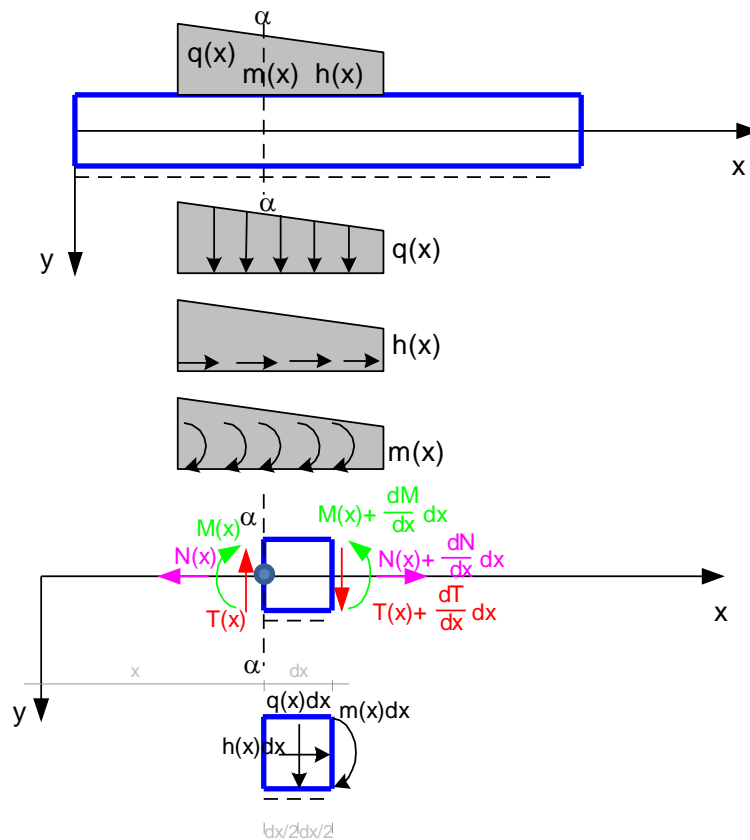 α
q(x)
m(x) h(x)
x
α
y
q(x)
h(x)
m(x)
α
M(x)
M(x)+ dM/dx dx
N(x)
N(x)+ dN/dx dx
T(x)
T(x)+ dT/dx dx
x
α
x
dx
y
q(x)dx
m(x)dx
h(x)dx
dx/2 dx/2